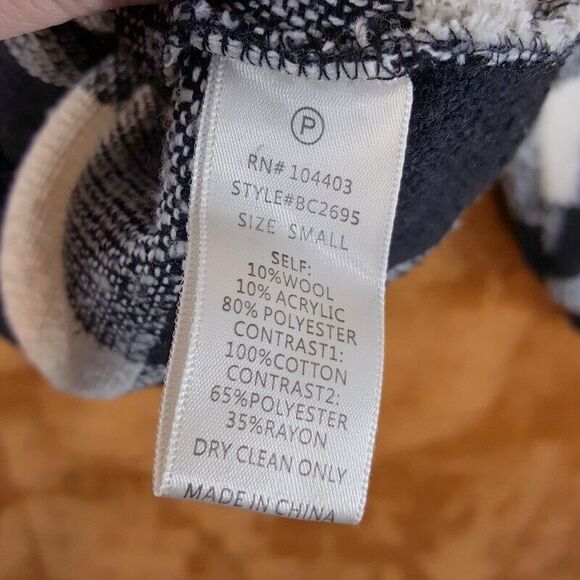 P
RN# 104403
STYLE#BC2695
SIZE SMALL
SELF:
10%WOOL
10% ACRYLIC
80% POLYESTER
CONTRAST1:
100%COTTON
CONTRAST2:
65%POLYESTER
35%RAYON
DRY CLEAN ONLY
MADE IN CHINA